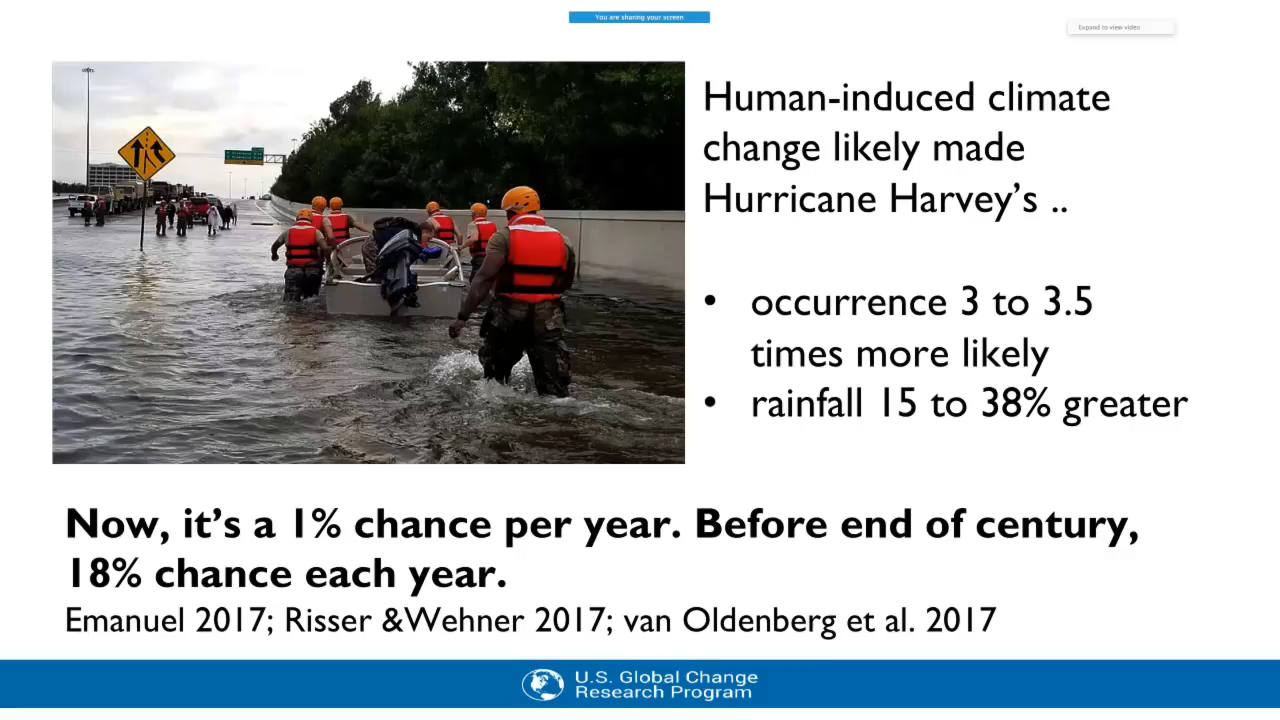 You are sharing your screen
Expand to view video
Human-induced climate
change likely made
Hurricane Harvey's ..
• occurrence 3 to 3.5
times more likely
• rainfall 15 to 38% greater
Now, it's a 1% chance per year. Before end of century,
18% chance each year.
Emanuel 2017; Risser &Wehner 2017; van Oldenberg et al. 2017
U.S. Global Change
Research Program